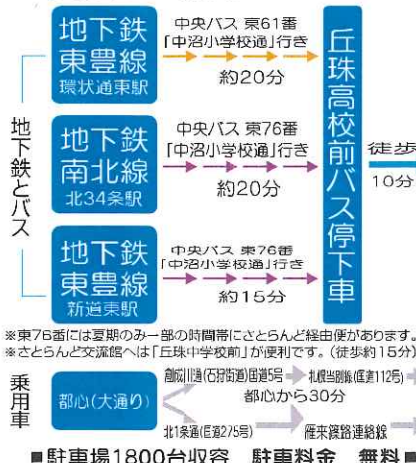 地下鉄とバス
地下鉄
東豊線
環状通東駅
中央バス 東61番
「中沼小学校通」行き
約20分
地下鉄
南北線
北34条駅
中央バス 東76番
「中沼小学校通」行き
約20分
地下鉄
東豊線
新道東駅
中央バス 東76番
「中沼小学校通」行き
約15分
丘珠高校前バス停下車
徒歩
10分
※東76番には夏期のみ一部の時間帯にさとらんど経由便があります。
※さとらんど交流館へは「丘珠中学校前」が便利です。(徒歩約15分)
乗用車
都心(大通り)
創成川通(石狩街道)国道5号
札幌当別線(道道112号)
都心から30分
北1条通(国道275号)
雁来篠路連絡線
■駐車場1800台収容 駐車料金 無料■